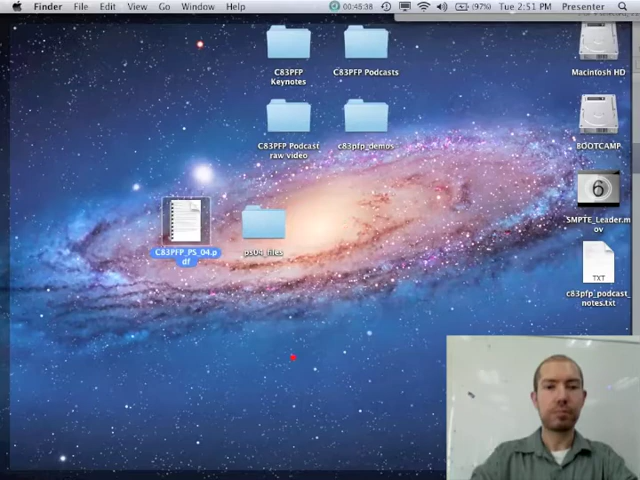 Finder File Edit View Go Window Help 00:45:38 (97%) Tue 2:51 PM Presenter
C83PFP
Keynotes
C83PFP Podcasts
Macintosh HD
C83PFP Podcast
raw video
c83pfp_demos
BOOTCAMP
6
SMPTE_Leader.m
ov
C83PFP_PS_04.p
df
ps04_files
TXT
c83pfp_podcast_
notes.txt